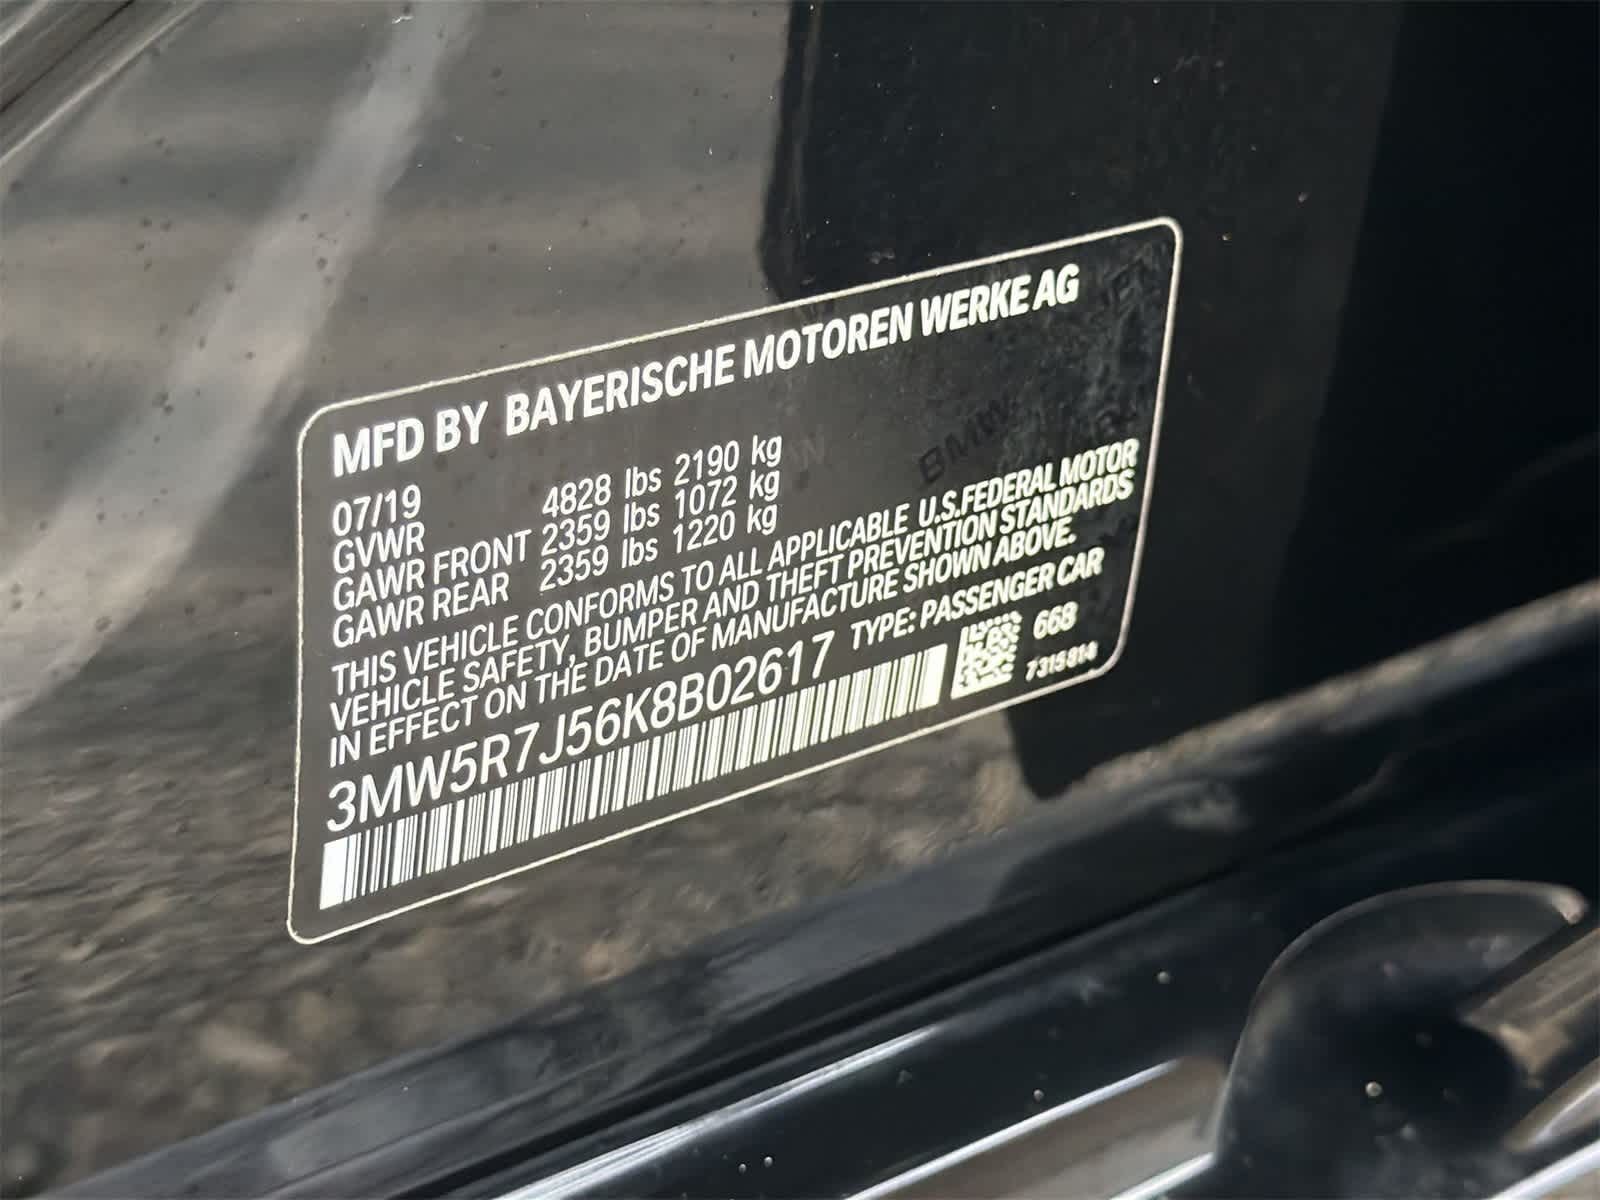 MFD BY BAYERISCHE MOTOREN WERKE AG
07/19
GVWR 4828 lbs 2190 kg
GAWR FRONT 2359 lbs 1072 kg
GAWR REAR 2359 lbs 1220 kg
THIS VEHICLE CONFORMS TO ALL APPLICABLE U.S.FEDERAL MOTOR
VEHICLE SAFETY, BUMPER AND THEFT PREVENTION STANDARDS
IN EFFECT ON THE DATE OF MANUFACTURE SHOWN ABOVE.
3MW5R7J56K8B02617 TYPE: PASSENGER CAR
668
7315814
BMW